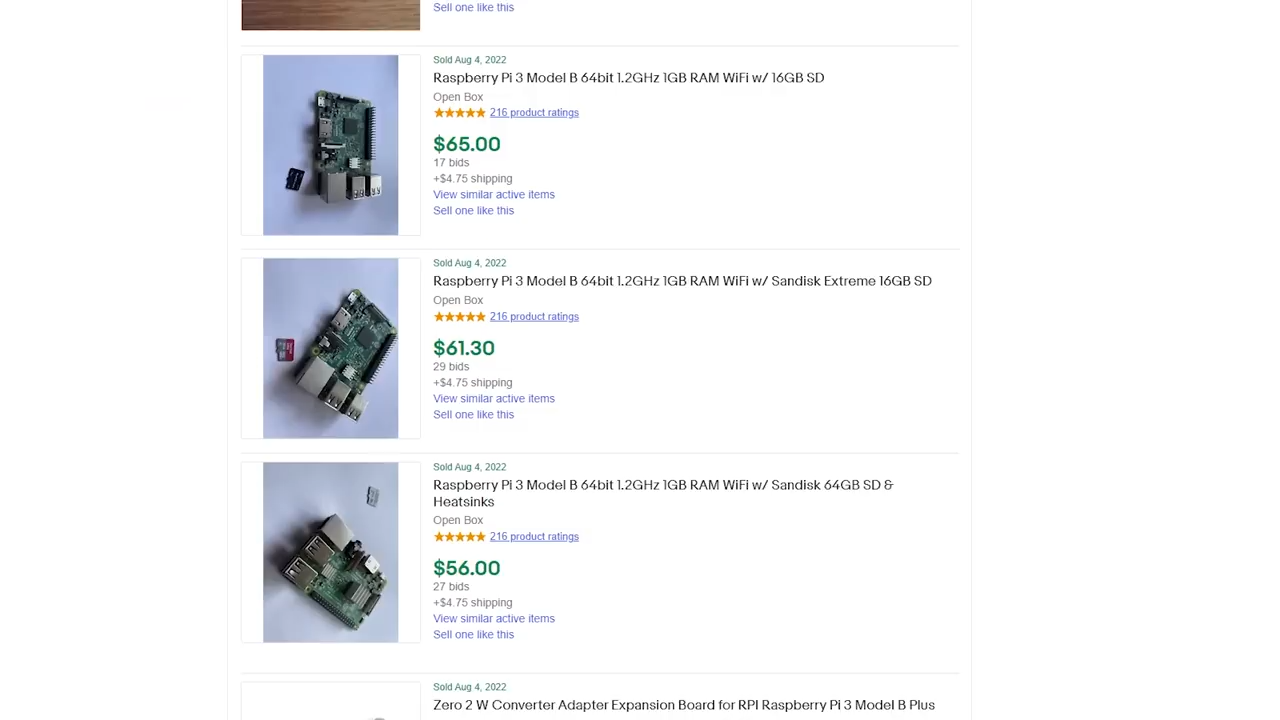 Sell one like this
Sold Aug 4, 2022
Raspberry Pi 3 Model B 64bit 1.2GHz 1GB RAM WiFi w/ 16GB SD
Open Box
216 product ratings
$65.00
17 bids
+$4.75 shipping
View similar active items
Sell one like this
Sold Aug 4, 2022
Raspberry Pi 3 Model B 64bit 1.2GHz 1GB RAM WiFi w/ Sandisk Extreme 16GB SD
Open Box
216 product ratings
$61.30
29 bids
+$4.75 shipping
View similar active items
Sell one like this
Sold Aug 4, 2022
Raspberry Pi 3 Model B 64bit 1.2GHz 1GB RAM WiFi w/ Sandisk 64GB SD &
Heatsinks
Open Box
216 product ratings
$56.00
27 bids
+$4.75 shipping
View similar active items
Sell one like this
Sold Aug 4, 2022
Zero 2 W Converter Adapter Expansion Board for RPI Raspberry Pi 3 Model B Plus